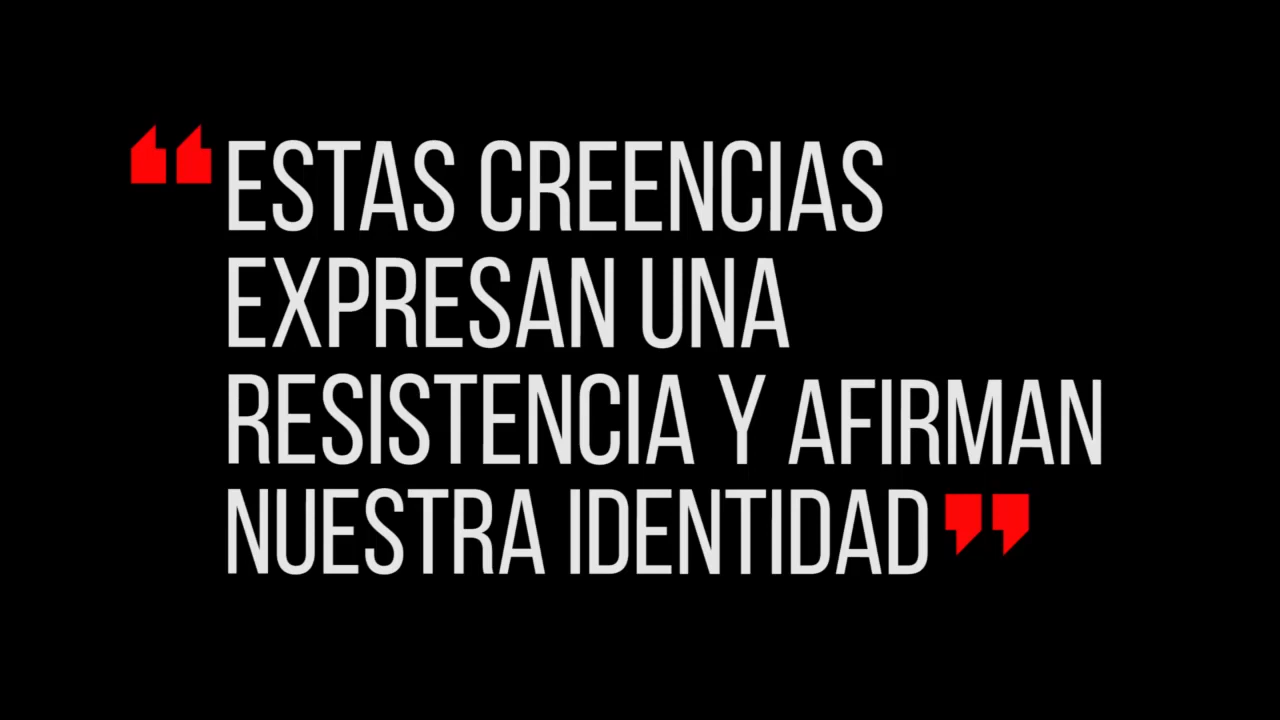 “ESTAS CREENCIAS
EXPRESAN UNA
RESISTENCIA Y AFIRMAN
NUESTRA IDENTIDAD”